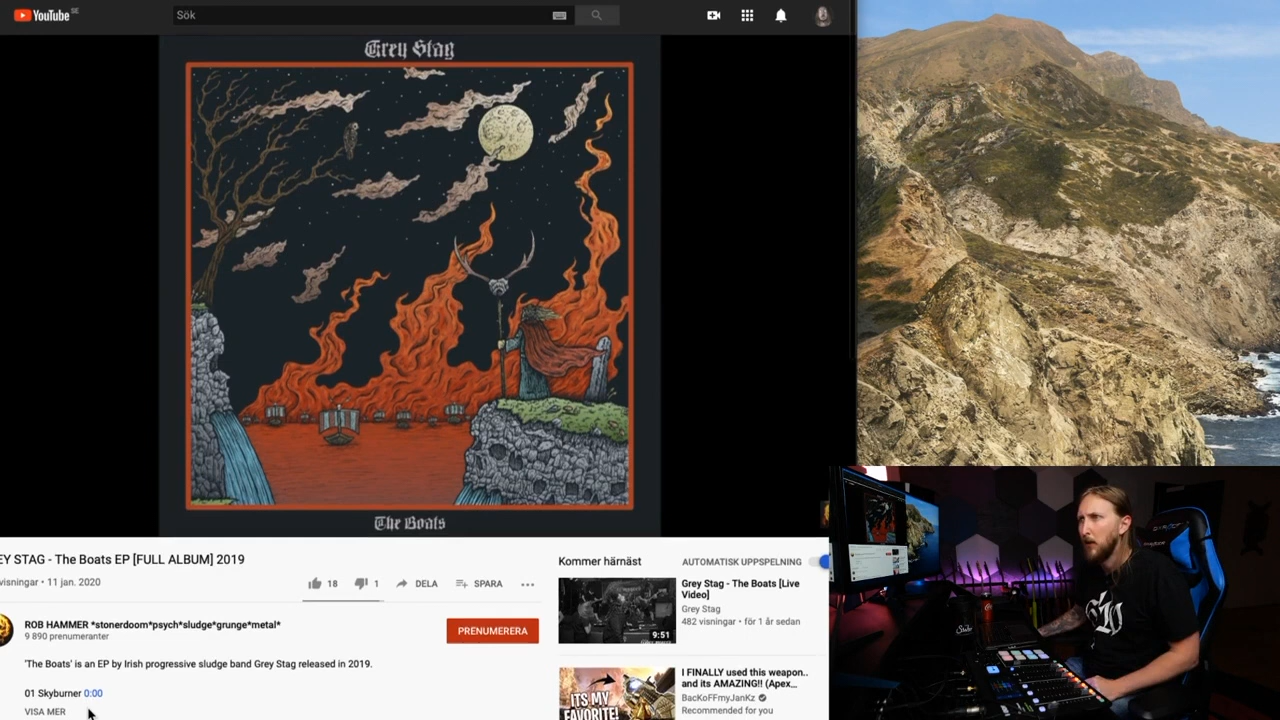 YouTube SE
Sök
Grey Stag
The Boats
EY STAG - The Boats EP [FULL ALBUM] 2019
visningar • 11 jan. 2020
18
1
DELA
SPARA
ROB HAMMER *stonerdoom*psych*sludge*grunge*metal*
9 890 prenumeranter
PRENUMERERA
'The Boats' is an EP by Irish progressive sludge band Grey Stag released in 2019.
01 Skyburner 0:00
VISA MER
Kommer härnäst
AUTOMATISK UPPSPELNING
Grey Stag - The Boats [Live
Video]
Grey Stag
482 visningar • för 1 år sedan
9:51
I FINALLY used this weapon..
and its AMAZING!! (Apex...
BacKoFFmyJanKz
Recommended for you
ITS MY
FAVORITE!